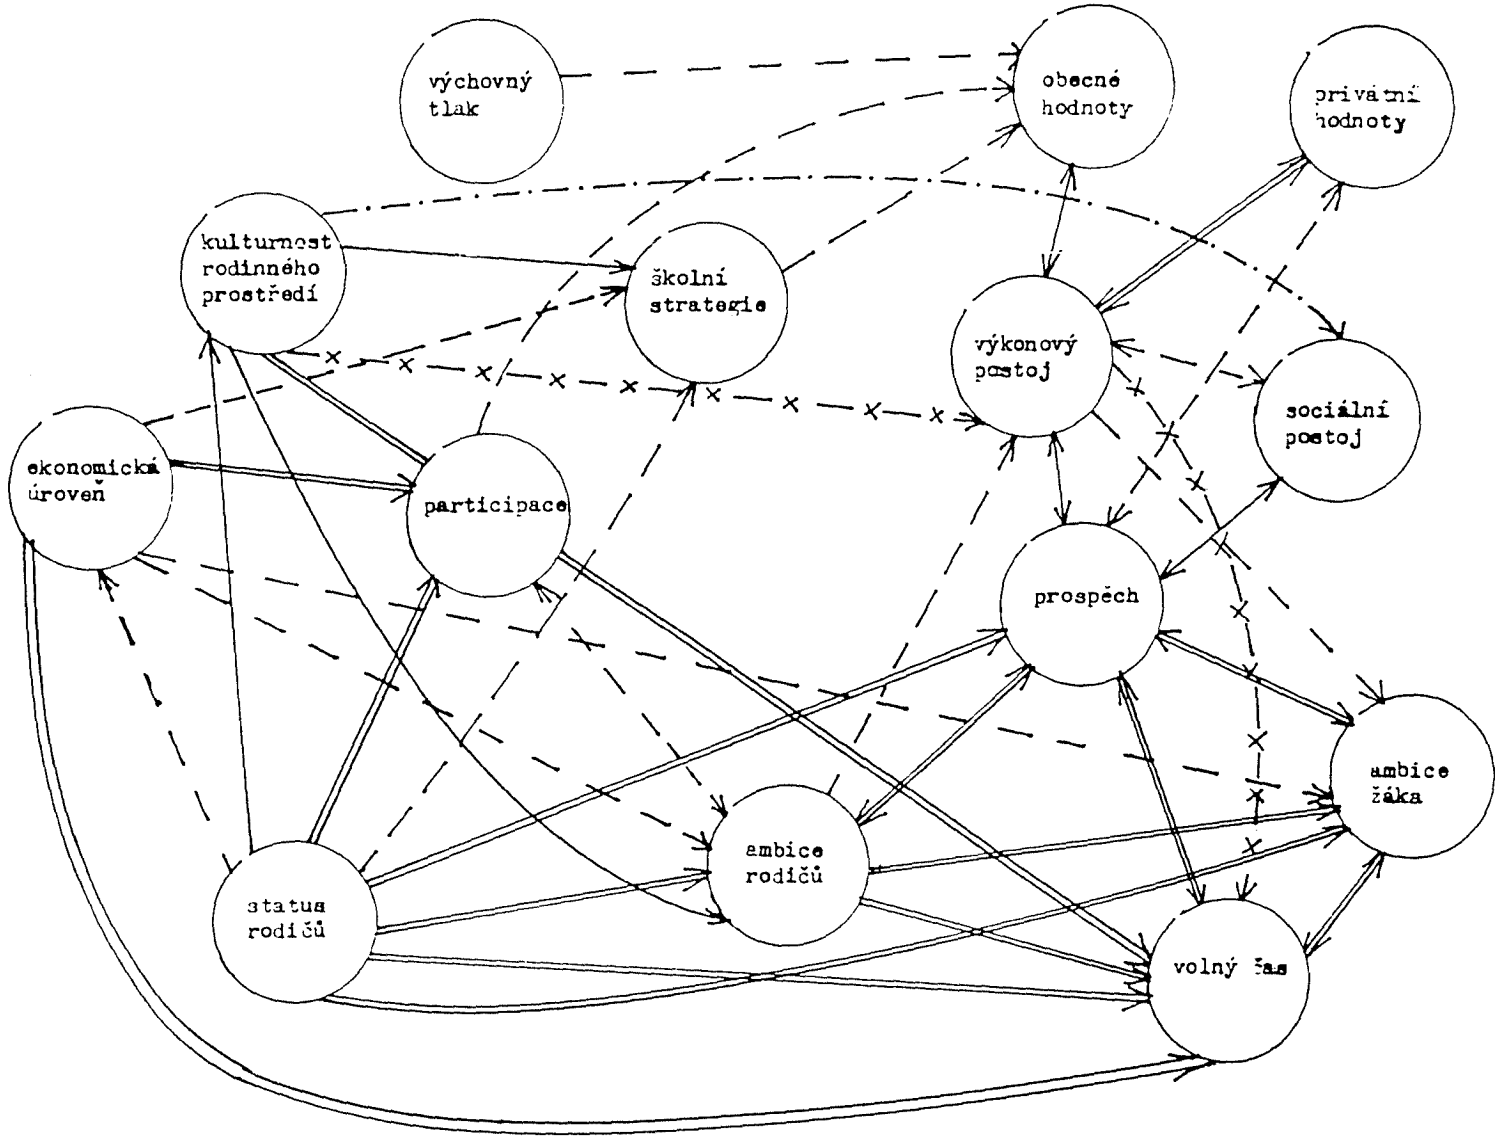 výchovný
tlak
obecné
hodnoty
privátní
hodnoty
kulturnost
rodinného
prostředí
školní
strategie
výkonový
postoj
sociální
postoj
ekonomická
úroveň
participace
prospěch
ambice
žáka
ambice
rodičů
status
rodičů
volný čas